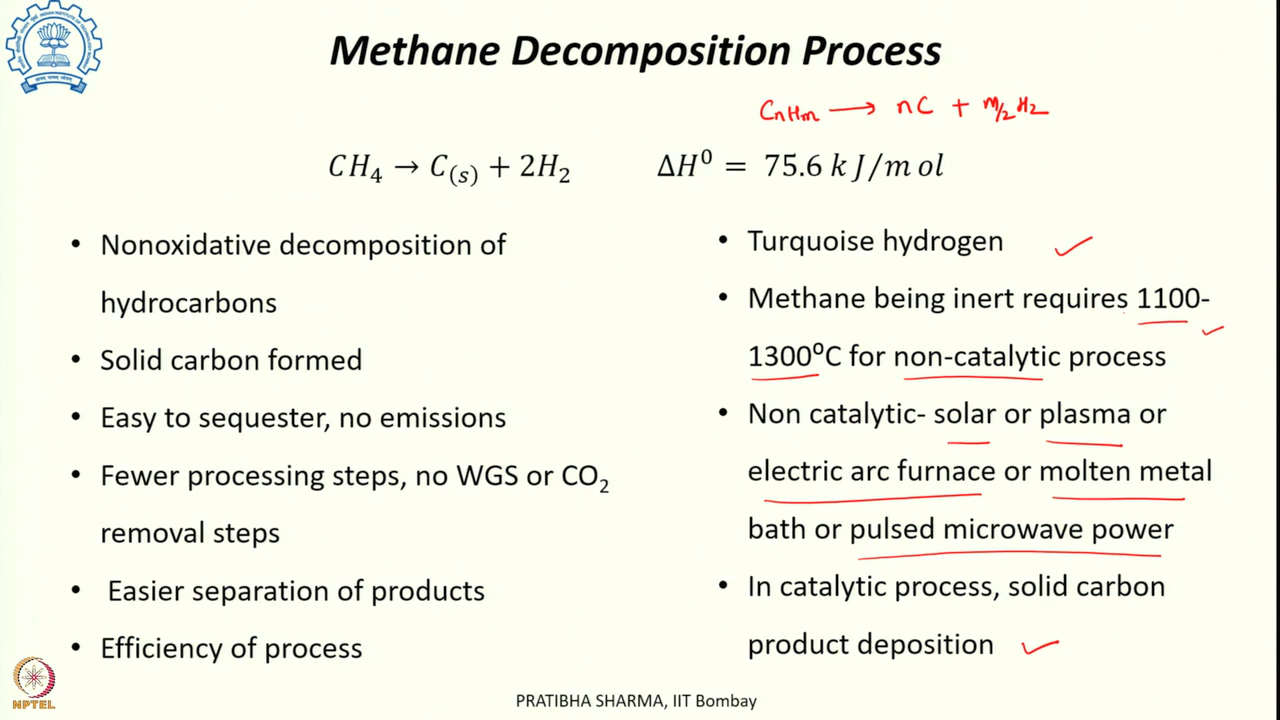 Methane Decomposition Process
CnHm → nC + m/2H2
CH₄ → C₍ₛ₎ + 2H₂ ΔH⁰ = 75.6 kJ/mol
• Nonoxidative decomposition of
hydrocarbons
• Solid carbon formed
• Easy to sequester, no emissions
• Fewer processing steps, no WGS or CO₂
removal steps
• Easier separation of products
• Efficiency of process
• Turquoise hydrogen
• Methane being inert requires 1100-
1300⁰C for non-catalytic process
• Non catalytic- solar or plasma or
electric arc furnace or molten metal
bath or pulsed microwave power
• In catalytic process, solid carbon
product deposition
NPTEL
PRATIBHA SHARMA, IIT Bombay